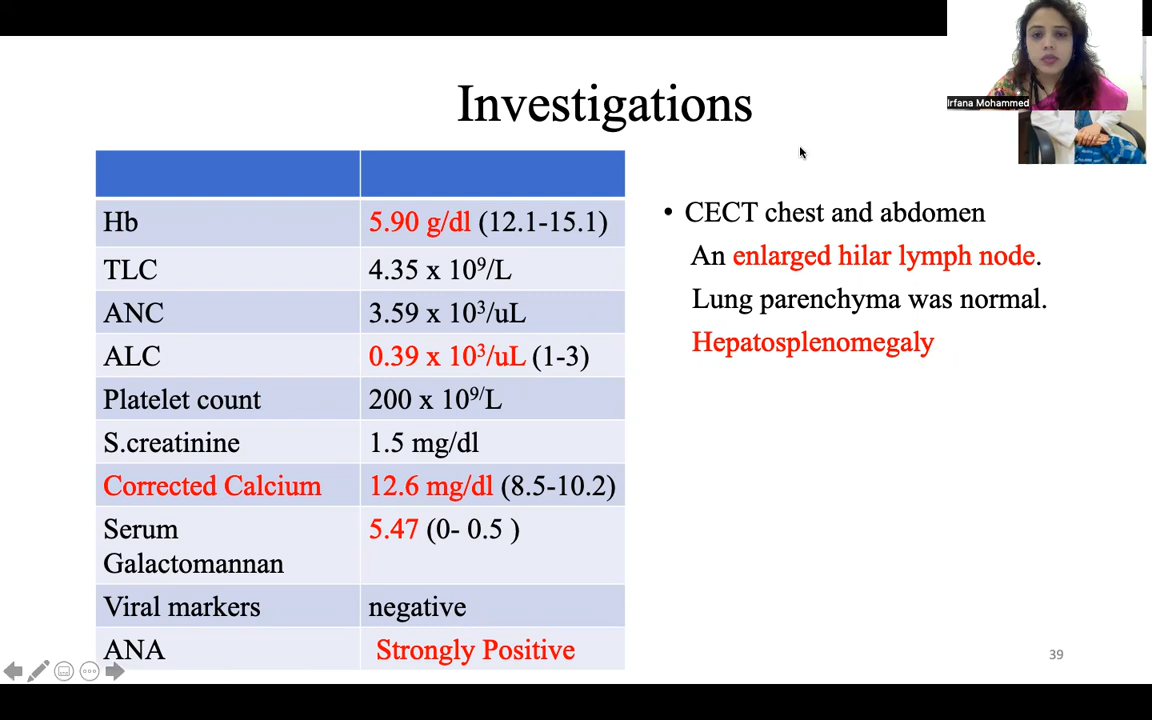 Irfana Mohammed
Investigations
Hb 5.90 g/dl (12.1-15.1)
TLC 4.35 x 10⁹/L
ANC 3.59 x 10³/uL
ALC 0.39 x 10³/uL (1-3)
Platelet count 200 x 10⁹/L
S.creatinine 1.5 mg/dl
Corrected Calcium 12.6 mg/dl (8.5-10.2)
Serum Galactomannan 5.47 (0- 0.5 )
Viral markers negative
ANA Strongly Positive
• CECT chest and abdomen
An enlarged hilar lymph node.
Lung parenchyma was normal.
Hepatosplenomegaly
39